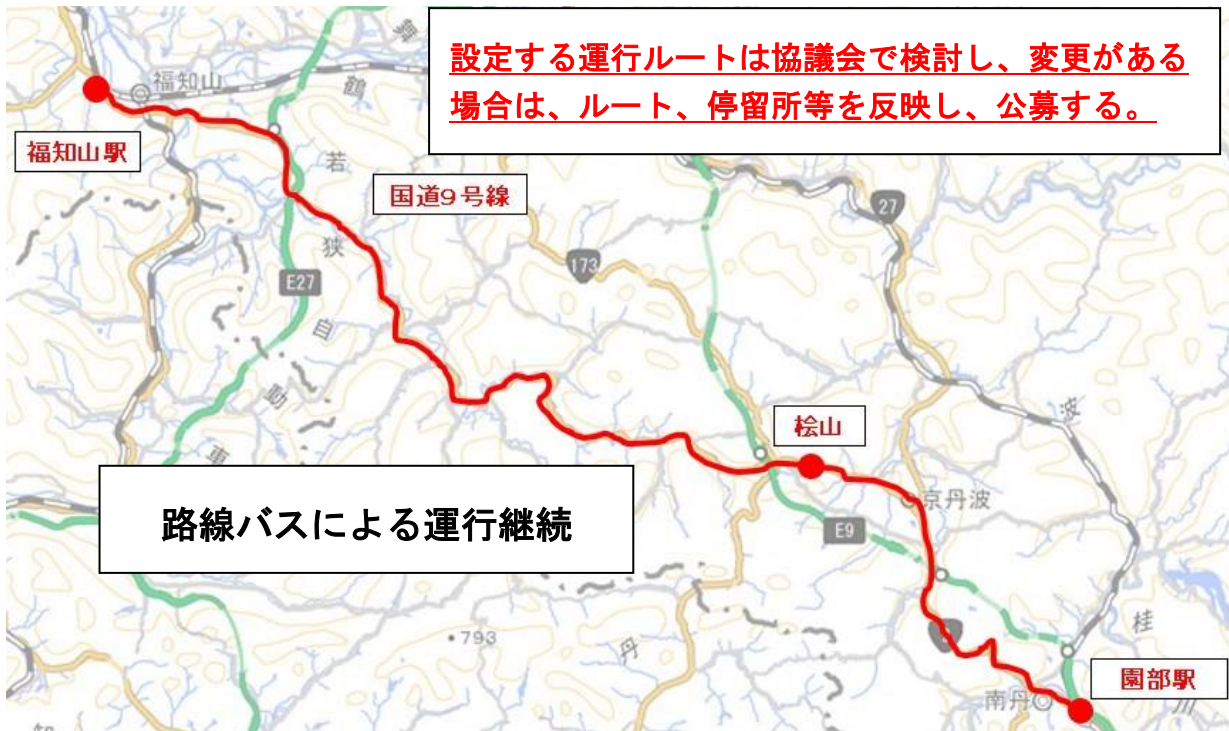 設定する運行ルートは協議会で検討し、変更がある
場合は、ルート、停留所等を反映し、公募する。
福知山
福知山駅
鶴
若
国道9号線
狭
27
173
E27
自
動
車
桧山
波
路線バスによる運行継続
京丹波
E9
・793
丹
9
桂
園部駅
南丹
川
知